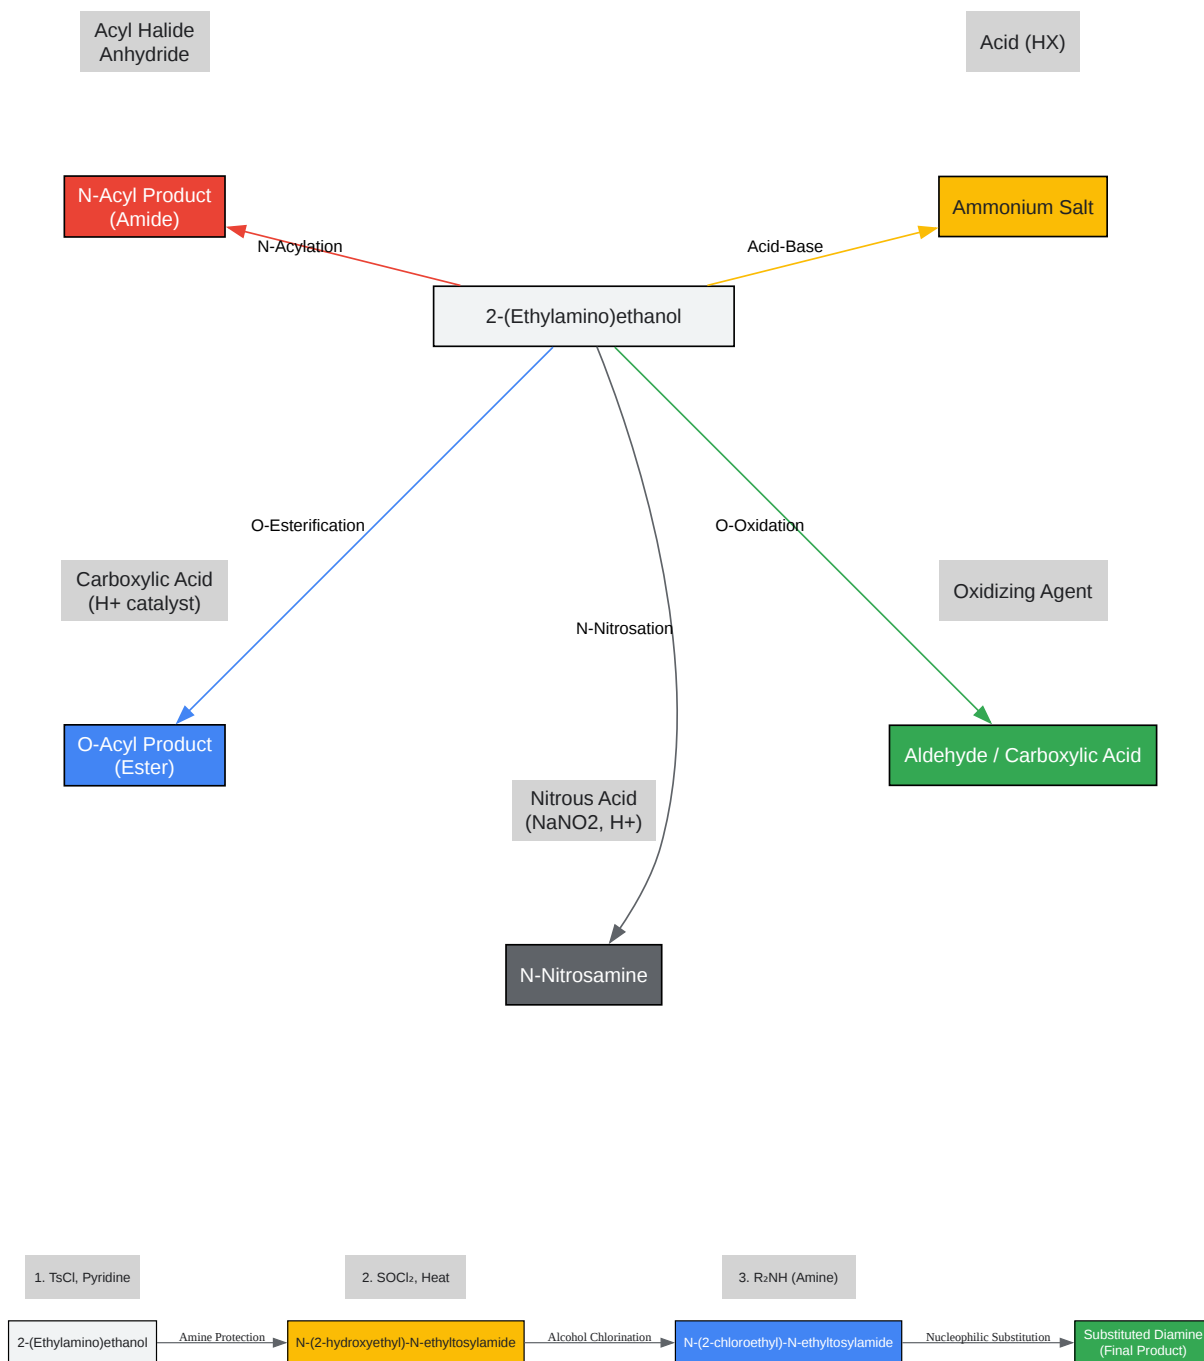 Acyl Halide
Anhydride
Acid (HX)
N-Acyl Product
(Amide)
Ammonium Salt
N-Acylation
Acid-Base
2-(Ethylamino)ethanol
O-Esterification
O-Oxidation
Carboxylic Acid
(H+ catalyst)
Oxidizing Agent
N-Nitrosation
O-Acyl Product
(Ester)
Aldehyde / Carboxylic Acid
Nitrous Acid
(NaNO2, H+)
N-Nitrosamine
1. TsCl, Pyridine
2. SOCl₂, Heat
3. R₂NH (Amine)
2-(Ethylamino)ethanol
Amine Protection
N-(2-hydroxyethyl)-N-ethyltosylamide
Alcohol Chlorination
N-(2-chloroethyl)-N-ethyltosylamide
Nucleophilic Substitution
Substituted Diamine
(Final Product)